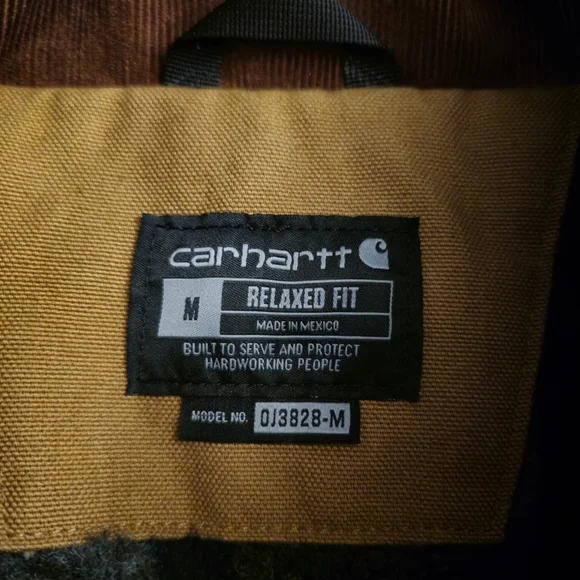 carhartt
M
RELAXED FIT
MADE IN MEXICO
BUILT TO SERVE AND PROTECT
HARDWORKING PEOPLE
MODEL NO. OJ3828-M